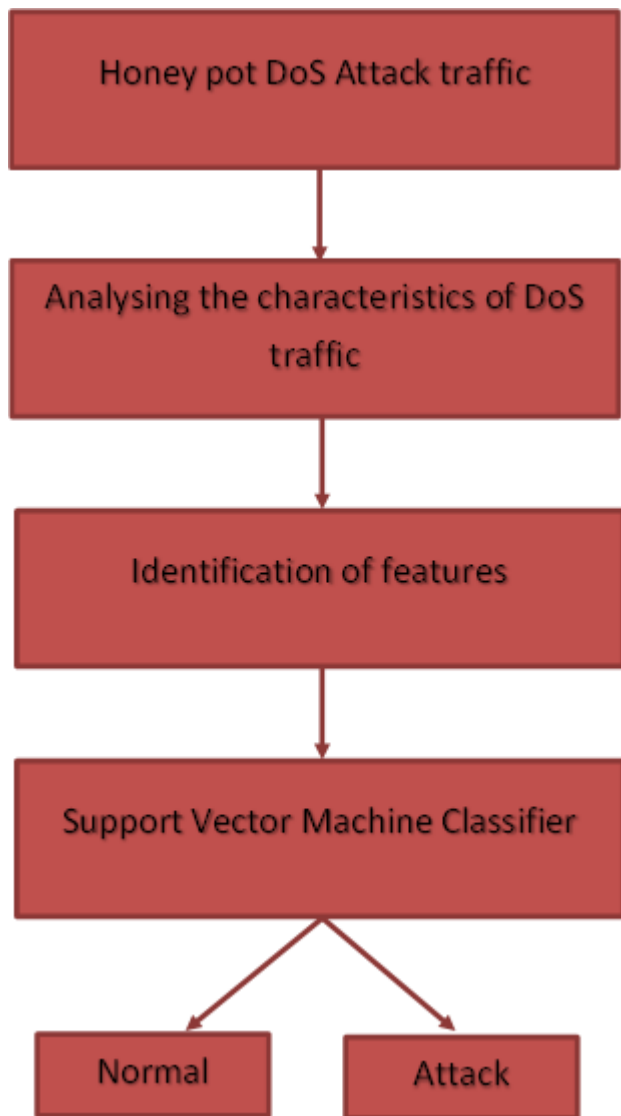 Honey pot DoS Attack traffic
Analysing the characteristics of DoS
traffic
Identification of features
Support Vector Machine Classifier
Normal
Attack